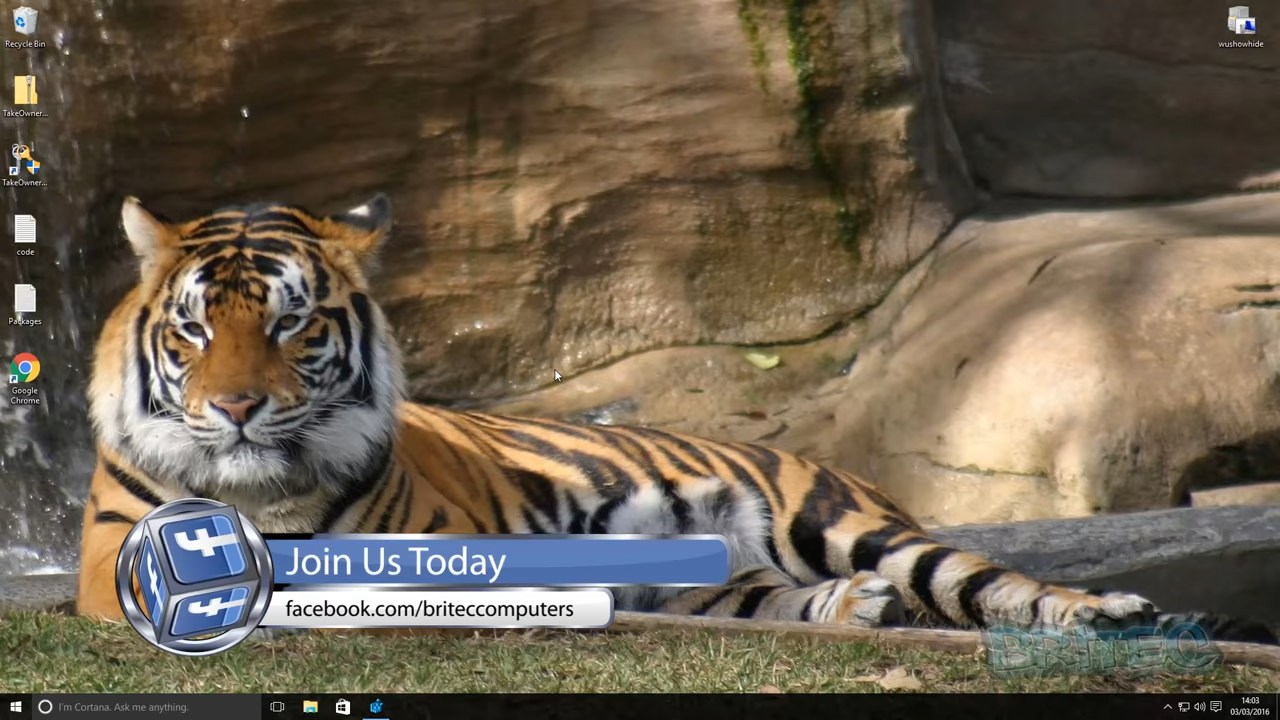 Recycle Bin
wushowhide
TakeOwner...
TakeOwner...
code
Packages
Google
Chrome
Join Us Today
facebook.com/briteccomputers
BRITEC
I'm Cortana. Ask me anything.
14:03
03/03/2016